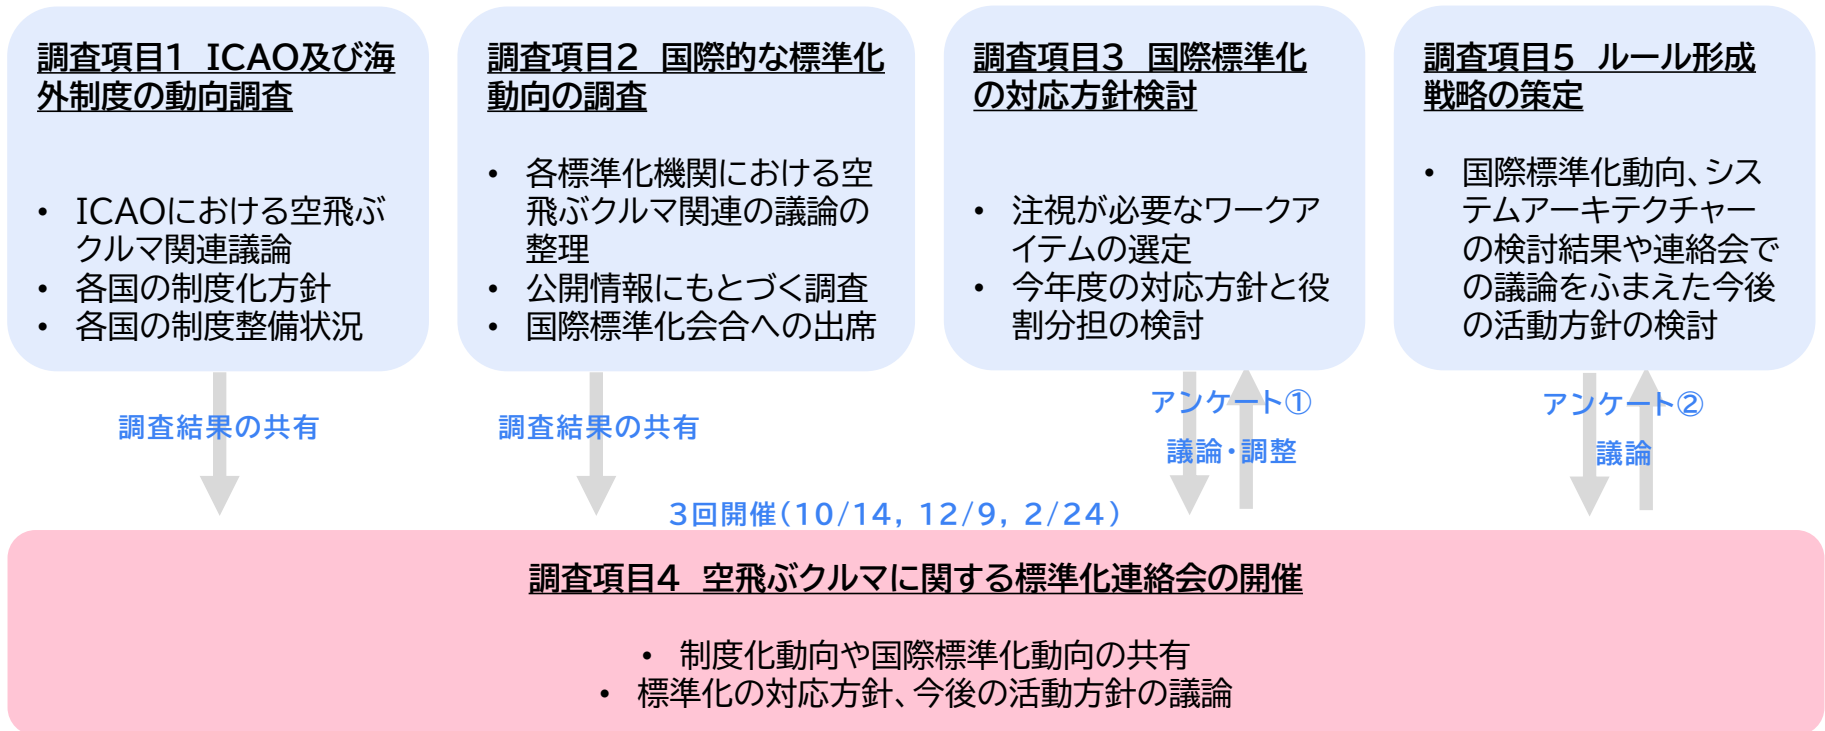 調査項目1　ICAO及び海
外制度の動向調査
• ICAOにおける空飛ぶ
クルマ関連議論
• 各国の制度化方針
• 各国の制度整備状況
調査項目2　国際的な標準化
動向の調査
• 各標準化機関における空
飛ぶクルマ関連の議論の
整理
• 公開情報にもとづく調査
• 国際標準化会合への出席
調査項目3　国際標準化
の対応方針検討
• 注視が必要なワークア
イテムの選定
• 今年度の対応方針と役
割分担の検討
調査項目5　ルール形成
戦略の策定
• 国際標準化動向、シス
テムアーキテクチャー
の検討結果や連絡会で
の議論をふまえた今後
の活動方針の検討
調査結果の共有
調査結果の共有
アンケート①
議論・調整
アンケート②
議論
3回開催(10/14, 12/9, 2/24)
調査項目4　空飛ぶクルマに関する標準化連絡会の開催
• 制度化動向や国際標準化動向の共有
• 標準化の対応方針、今後の活動方針の議論